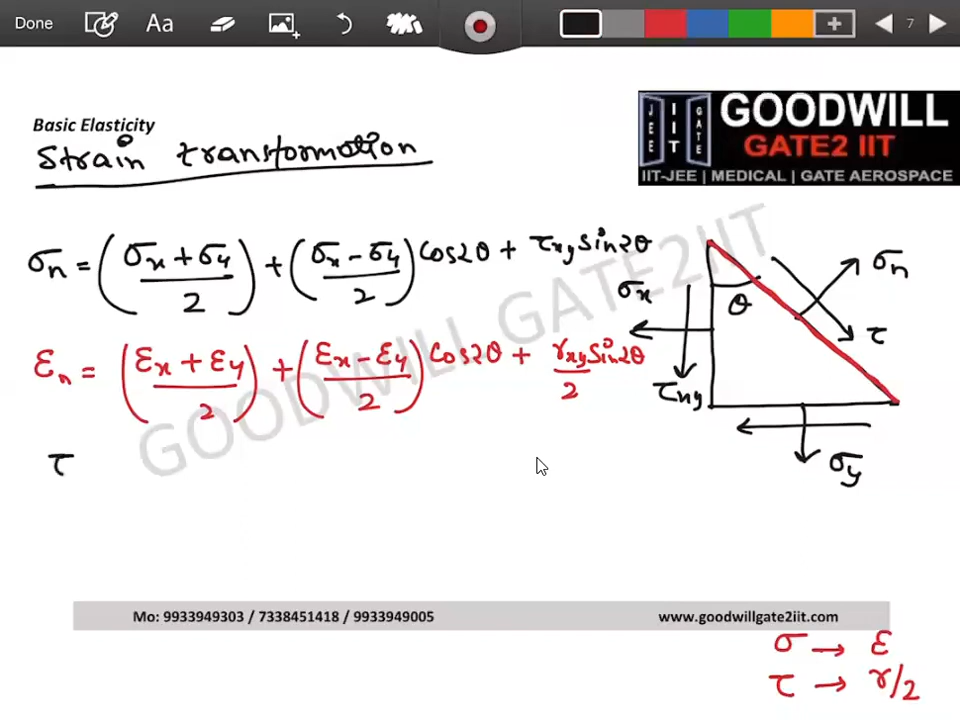 Done Aa 7
Basic Elasticity
Strain transformation
JEE IIT GATE
GOODWILL
GATE2 IIT
IIT-JEE | MEDICAL | GATE AEROSPACE
σn = ( (σx + σy)/2 ) + ( (σx − σy)/2 ) cos2θ + τxy sin2θ
εn = ( (εx + εy)/2 ) + ( (εx − εy)/2 ) cos2θ + γxy/2 sin2θ
τ
σn
σx
θ
τ
τxy
σy
GOODWILL GATE2IIT
Mo: 9933949303 / 7338451418 / 9933949005 www.goodwillgate2iit.com
σ → ε
τ → γ/2